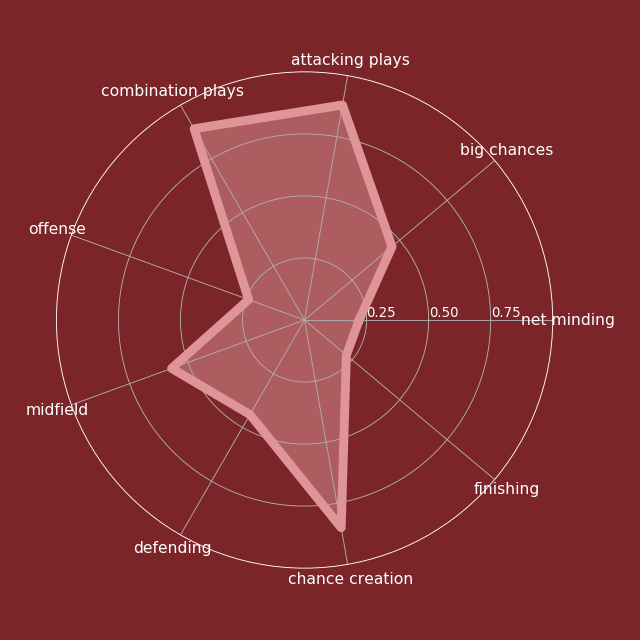 attacking plays
combination plays
big chances
offense
0.25 0.50 0.75 net minding
midfield
finishing
defending
chance creation